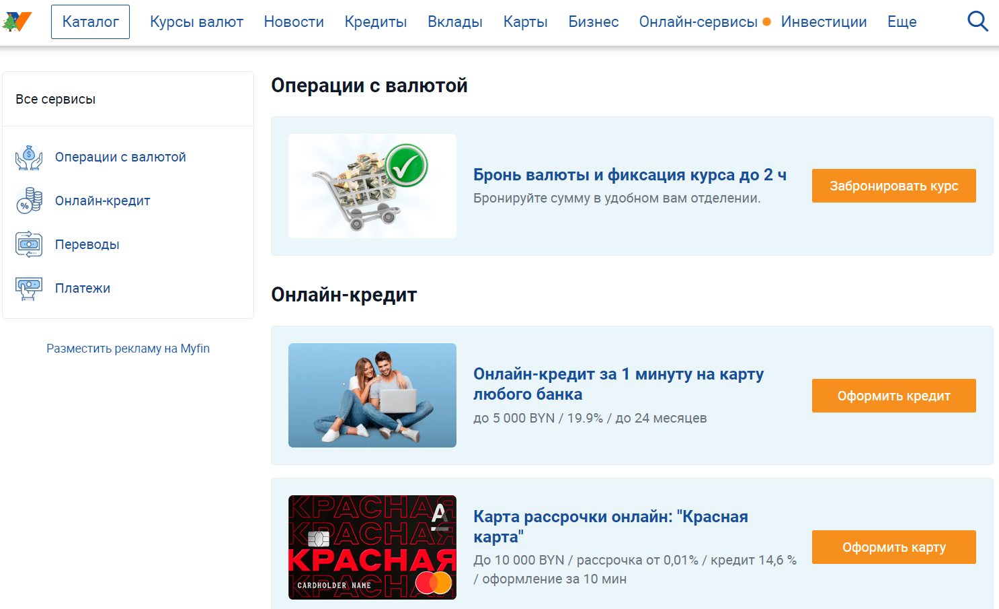 Каталог
Курсы валют
Новости
Кредиты
Вклады
Карты
Бизнес
Онлайн-сервисы
Инвестиции
Еще
Все сервисы
Операции с валютой
Онлайн-кредит
Переводы
Платежи
Разместить рекламу на Myfin
Операции с валютой
Бронь валюты и фиксация курса до 2 ч
Бронируйте сумму в удобном вам отделении.
Забронировать курс
Онлайн-кредит
Онлайн-кредит за 1 минуту на карту
любого банка
до 5 000 BYN / 19.9% / до 24 месяцев
Оформить кредит
КРАСНАЯ
КРАСНАЯ
КРАСНАЯ
КРАСНАЯ
CARDHOLDER NAME
Карта рассрочки онлайн: "Красная
карта"
До 10 000 BYN / рассрочка от 0,01% / кредит 14,6 %
/ оформление за 10 мин
Оформить карту